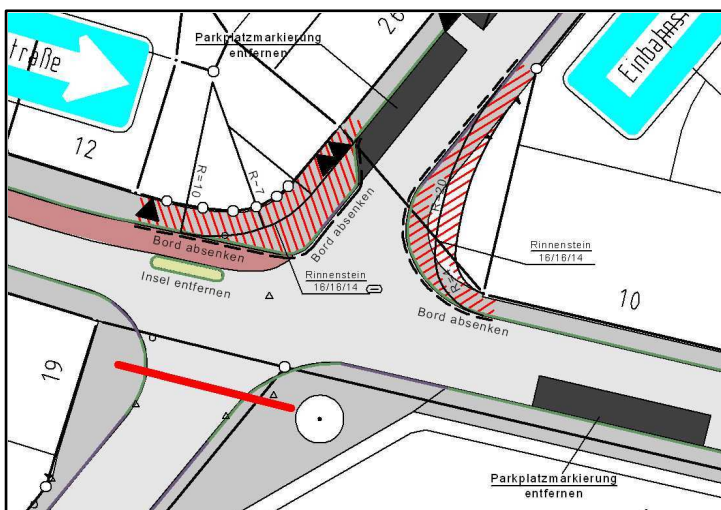 Parkplatzmarkierung
entfernen
26
traße
Einbahns
12
R=10
R~7
R~20
Bord absenken
Bord absenken
Insel entfernen
Rinnenstein
16/16/14
Rinnenstein
16/16/14
Bord absenken
10
19
Parkplatzmarkierung
entfernen